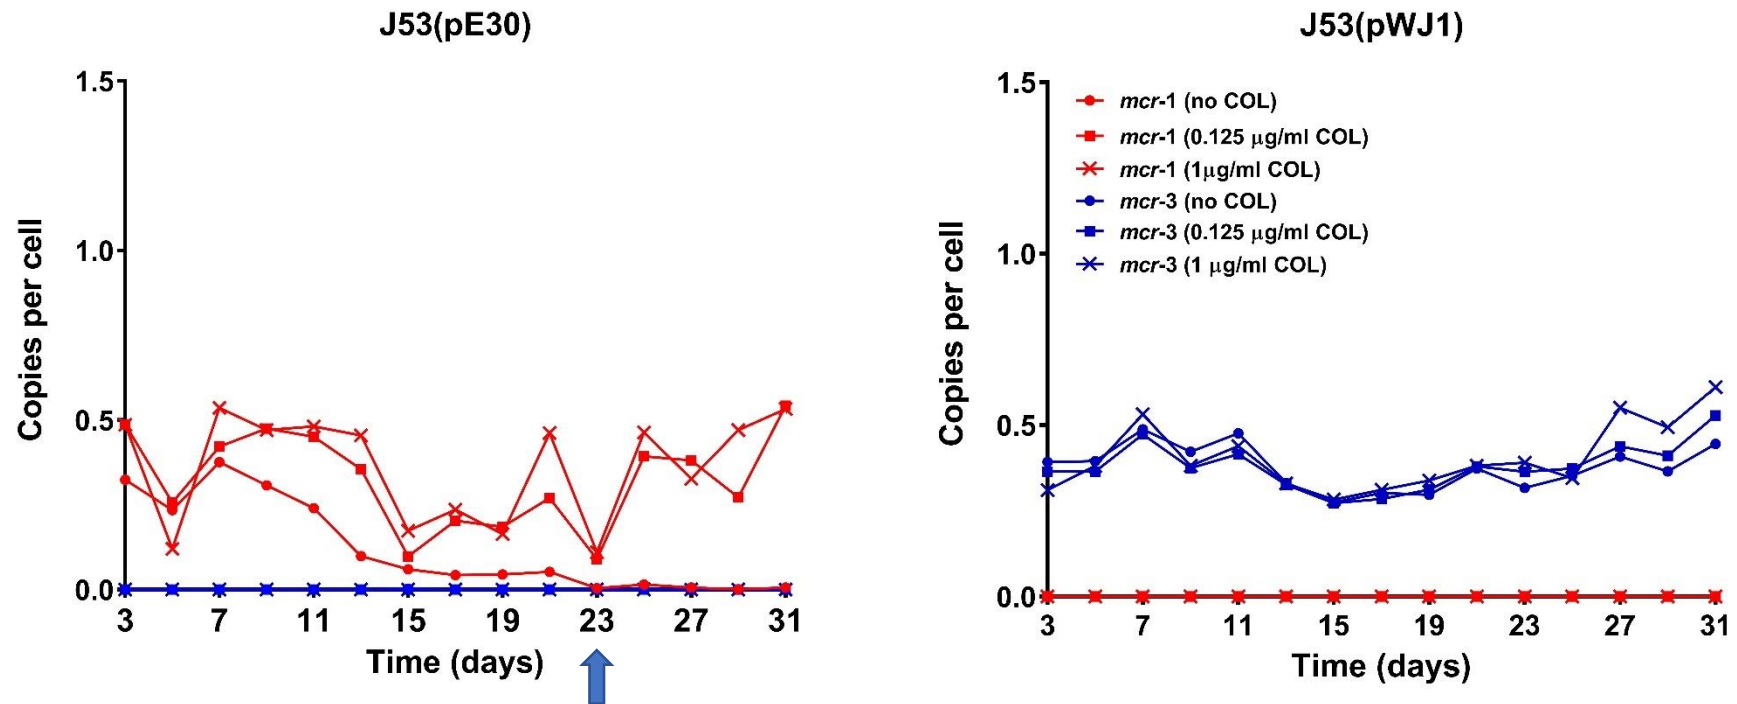 J53(pE30)
1.5
1.0
0.5
0.0
Copies per cell
3 7 11 15 19 23 27 31
Time (days)
J53(pWJ1)
1.5
1.0
0.5
0.0
Copies per cell
mcr-1 (no COL)
mcr-1 (0.125 μg/ml COL)
mcr-1 (1μg/ml COL)
mcr-3 (no COL)
mcr-3 (0.125 μg/ml COL)
mcr-3 (1 μg/ml COL)
3 7 11 15 19 23 27 31
Time (days)